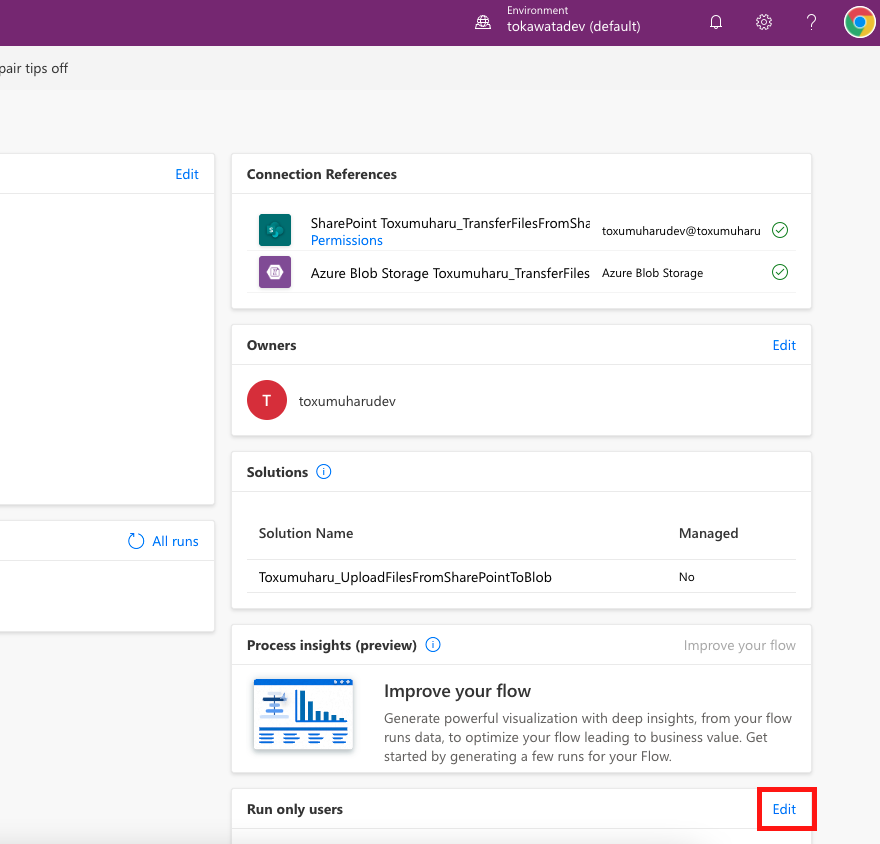 Environment
tokawatadev (default)
pair tips off
Edit
All runs
Connection References
SharePoint Toxumuharu_TransferFilesFromSha
toxumuharudev@toxumuharu
Permissions
Azure Blob Storage Toxumuharu_TransferFiles
Azure Blob Storage
Owners
Edit
T
toxumuharudev
Solutions
Solution Name
Managed
Toxumuharu_UploadFilesFromSharePointToBlob
No
Process insights (preview)
Improve your flow
Improve your flow
Generate powerful visualization with deep insights, from your flow
runs data, to optimize your flow leading to business value. Get
started by generating a few runs for your Flow.
Run only users
Edit